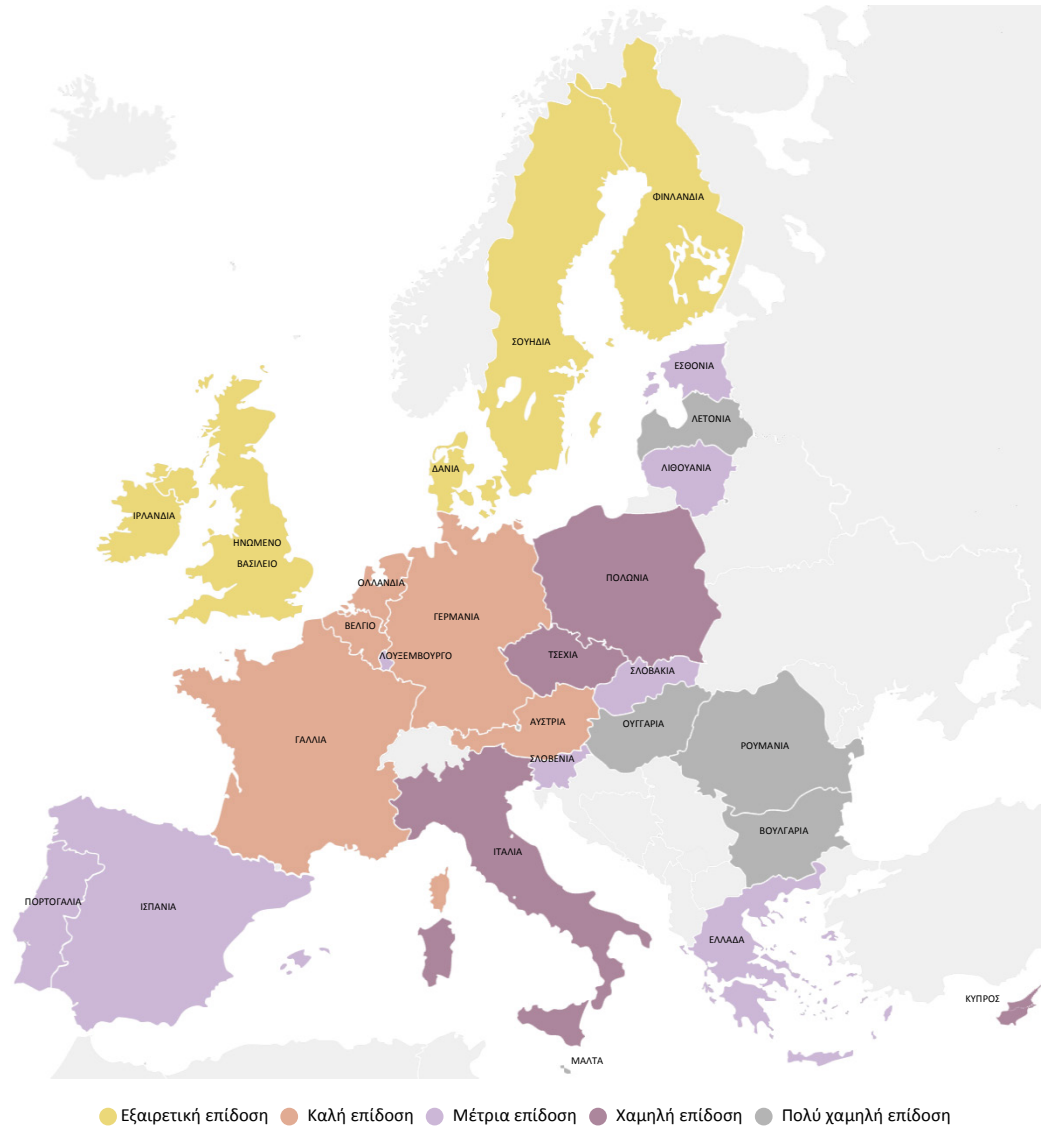 ΦΙΝΛΑΝΔΙΑ
ΣΟΥΗΔΙΑ
ΕΣΘΟΝΙΑ
ΛΕΤΟΝΙΑ
ΔΑΝΙΑ
ΛΙΘΟΥΑΝΙΑ
ΙΡΛΑΝΔΙΑ
ΗΝΩΜΕΝΟ
ΒΑΣΙΛΕΙΟ
ΟΛΛΑΝΔΙΑ
ΠΟΛΩΝΙΑ
ΓΕΡΜΑΝΙΑ
ΒΕΛΓΙΟ
ΛΟΥΞΕΜΒΟΥΡΓΟ
ΤΣΕΧΙΑ
ΣΛΟΒΑΚΙΑ
ΑΥΣΤΡΙΑ
ΟΥΓΓΑΡΙΑ
ΓΑΛΛΙΑ
ΡΟΥΜΑΝΙΑ
ΣΛΟΒΕΝΙΑ
ΒΟΥΛΓΑΡΙΑ
ΙΤΑΛΙΑ
ΠΟΡΤΟΓΑΛΙΑ
ΙΣΠΑΝΙΑ
ΕΛΛΑΔΑ
ΚΥΠΡΟΣ
ΜΑΛΤΑ
Εξαιρετική επίδοση Καλή επίδοση Μέτρια επίδοση Χαμηλή επίδοση Πολύ χαμηλή επίδοση